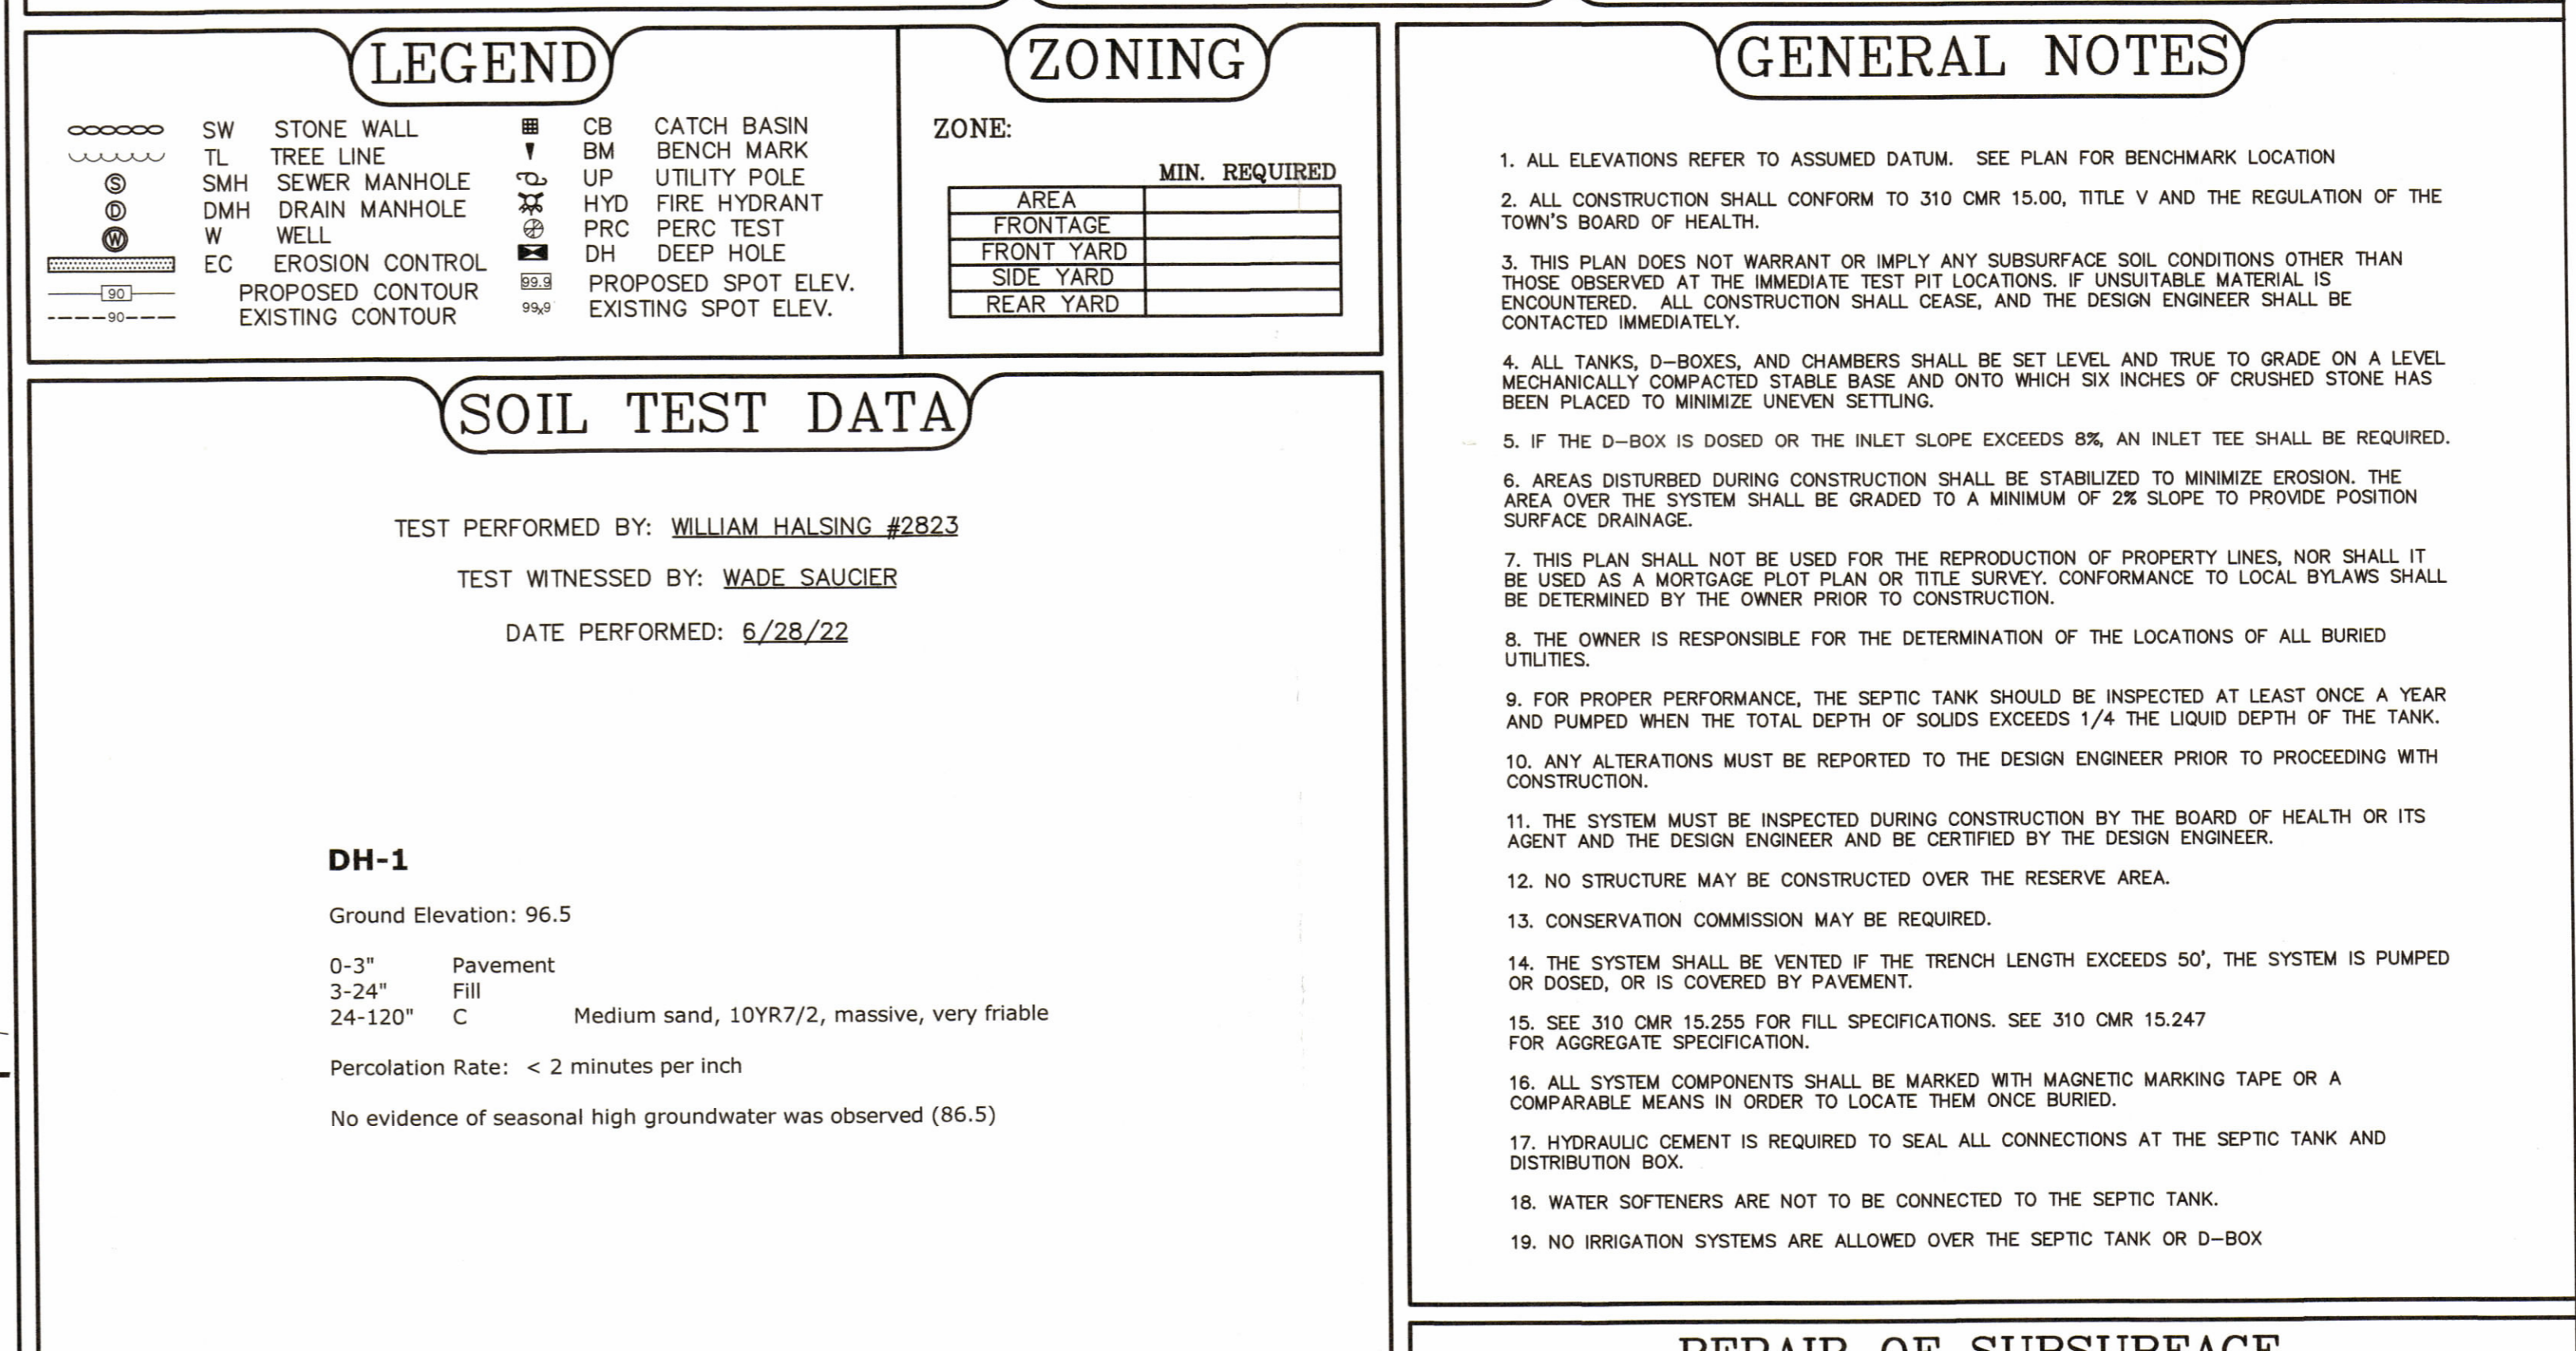 LEGEND
SW STONE WALL
TL TREE LINE
SMH SEWER MANHOLE
S
DMH DRAIN MANHOLE
D
W WELL
W
EC EROSION CONTROL
90 PROPOSED CONTOUR
90 EXISTING CONTOUR
CB CATCH BASIN
BM BENCH MARK
UP UTILITY POLE
HYD FIRE HYDRANT
PRC PERC TEST
DH DEEP HOLE
99.9 PROPOSED SPOT ELEV.
99x9 EXISTING SPOT ELEV.
ZONING
ZONE:
MIN. REQUIRED
AREA
FRONTAGE
FRONT YARD
SIDE YARD
REAR YARD
SOIL TEST DATA
TEST PERFORMED BY: WILLIAM HALSING #2823
TEST WITNESSED BY: WADE SAUCIER
DATE PERFORMED: 6/28/22
DH-1
Ground Elevation: 96.5
0-3" Pavement
3-24" Fill
24-120" C Medium sand, 10YR7/2, massive, very friable
Percolation Rate: < 2 minutes per inch
No evidence of seasonal high groundwater was observed (86.5)
GENERAL NOTES
1. ALL ELEVATIONS REFER TO ASSUMED DATUM. SEE PLAN FOR BENCHMARK LOCATION
2. ALL CONSTRUCTION SHALL CONFORM TO 310 CMR 15.00, TITLE V AND THE REGULATION OF THE
TOWN'S BOARD OF HEALTH.
3. THIS PLAN DOES NOT WARRANT OR IMPLY ANY SUBSURFACE SOIL CONDITIONS OTHER THAN
THOSE OBSERVED AT THE IMMEDIATE TEST PIT LOCATIONS. IF UNSUITABLE MATERIAL IS
ENCOUNTERED. ALL CONSTRUCTION SHALL CEASE, AND THE DESIGN ENGINEER SHALL BE
CONTACTED IMMEDIATELY.
4. ALL TANKS, D-BOXES, AND CHAMBERS SHALL BE SET LEVEL AND TRUE TO GRADE ON A LEVEL
MECHANICALLY COMPACTED STABLE BASE AND ONTO WHICH SIX INCHES OF CRUSHED STONE HAS
BEEN PLACED TO MINIMIZE UNEVEN SETTLING.
5. IF THE D-BOX IS DOSED OR THE INLET SLOPE EXCEEDS 8%, AN INLET TEE SHALL BE REQUIRED.
6. AREAS DISTURBED DURING CONSTRUCTION SHALL BE STABILIZED TO MINIMIZE EROSION. THE
AREA OVER THE SYSTEM SHALL BE GRADED TO A MINIMUM OF 2% SLOPE TO PROVIDE POSITION
SURFACE DRAINAGE.
7. THIS PLAN SHALL NOT BE USED FOR THE REPRODUCTION OF PROPERTY LINES, NOR SHALL IT
BE USED AS A MORTGAGE PLOT PLAN OR TITLE SURVEY. CONFORMANCE TO LOCAL BYLAWS SHALL
BE DETERMINED BY THE OWNER PRIOR TO CONSTRUCTION.
8. THE OWNER IS RESPONSIBLE FOR THE DETERMINATION OF THE LOCATIONS OF ALL BURIED
UTILITIES.
9. FOR PROPER PERFORMANCE, THE SEPTIC TANK SHOULD BE INSPECTED AT LEAST ONCE A YEAR
AND PUMPED WHEN THE TOTAL DEPTH OF SOLIDS EXCEEDS 1/4 THE LIQUID DEPTH OF THE TANK.
10. ANY ALTERATIONS MUST BE REPORTED TO THE DESIGN ENGINEER PRIOR TO PROCEEDING WITH
CONSTRUCTION.
11. THE SYSTEM MUST BE INSPECTED DURING CONSTRUCTION BY THE BOARD OF HEALTH OR ITS
AGENT AND THE DESIGN ENGINEER AND BE CERTIFIED BY THE DESIGN ENGINEER.
12. NO STRUCTURE MAY BE CONSTRUCTED OVER THE RESERVE AREA.
13. CONSERVATION COMMISSION MAY BE REQUIRED.
14. THE SYSTEM SHALL BE VENTED IF THE TRENCH LENGTH EXCEEDS 50', THE SYSTEM IS PUMPED
OR DOSED, OR IS COVERED BY PAVEMENT.
15. SEE 310 CMR 15.255 FOR FILL SPECIFICATIONS. SEE 310 CMR 15.247
FOR AGGREGATE SPECIFICATION.
16. ALL SYSTEM COMPONENTS SHALL BE MARKED WITH MAGNETIC MARKING TAPE OR A
COMPARABLE MEANS IN ORDER TO LOCATE THEM ONCE BURIED.
17. HYDRAULIC CEMENT IS REQUIRED TO SEAL ALL CONNECTIONS AT THE SEPTIC TANK AND
DISTRIBUTION BOX.
18. WATER SOFTENERS ARE NOT TO BE CONNECTED TO THE SEPTIC TANK.
19. NO IRRIGATION SYSTEMS ARE ALLOWED OVER THE SEPTIC TANK OR D-BOX
REPAIR OF SUBSURFACE